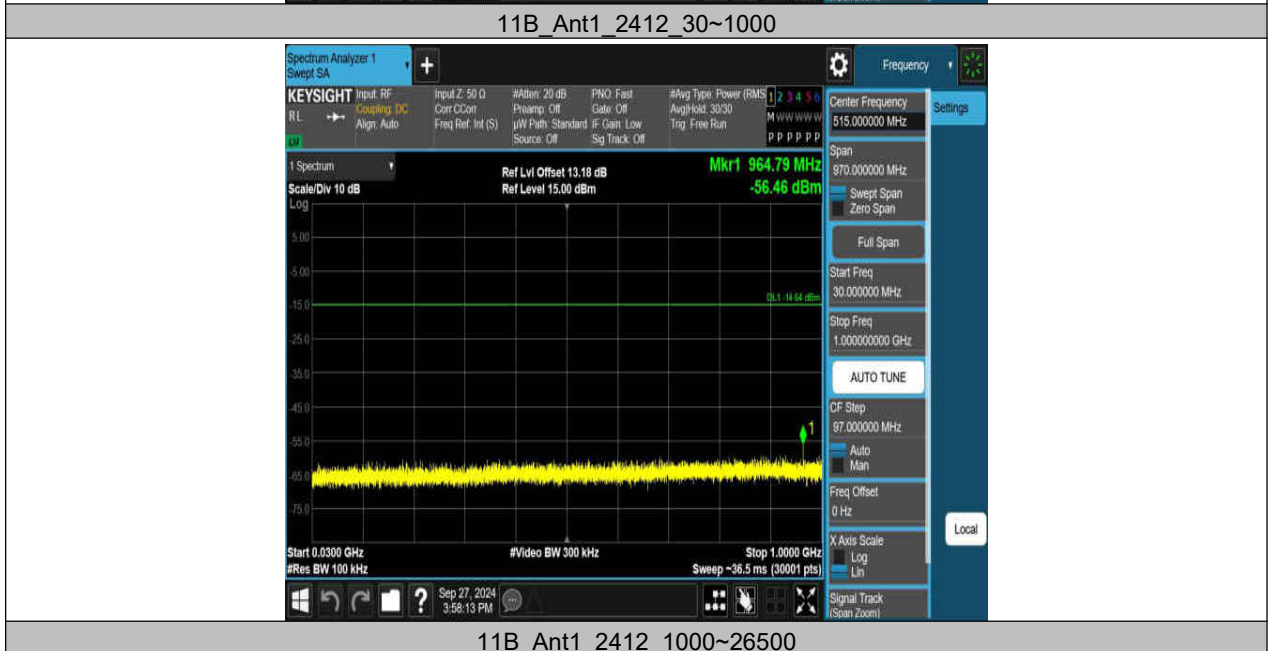 11B_Ant1_2412_30~1000
Spectrum Analyzer 1
Swept SA
Frequency
KEYSIGHT
RL
LXI
Input: RF
Coupling: DC
Align: Auto
Input Z: 50 Ω
Corr CCorr
Freq Ref: Int (S)
#Atten: 20 dB
Preamp: Off
µW Path: Standard
Source: Off
PNO: Fast
Gate: Off
IF Gain: Low
Sig Track: Off
#Avg Type: Power (RMS
Avg|Hold: 30/30
Trig: Free Run
1 2 3 4 5 6
M W W W W W
P P P P P P
Center Frequency
515.000000 MHz
Settings
1 Spectrum
Scale/Div 10 dB
Log
Ref Lvl Offset 13.18 dB
Ref Level 15.00 dBm
Mkr1 964.79 MHz
-56.46 dBm
5.00
-5.00
-15.0
-25.0
-35.0
-45.0
-55.0
-65.0
-75.0
DL1 -14.64 dBm
1
Span
970.000000 MHz
Swept Span
Zero Span
Full Span
Start Freq
30.000000 MHz
Stop Freq
1.000000000 GHz
AUTO TUNE
CF Step
97.000000 MHz
Auto
Man
Freq Offset
0 Hz
X Axis Scale
Log
Lin
Signal Track
(Span Zoom)
Local
Start 0.0300 GHz
#Res BW 100 kHz
#Video BW 300 kHz
Stop 1.0000 GHz
Sweep ~36.5 ms (30001 pts)
?
Sep 27, 2024
3:58:13 PM
11B_Ant1_2412_1000~26500